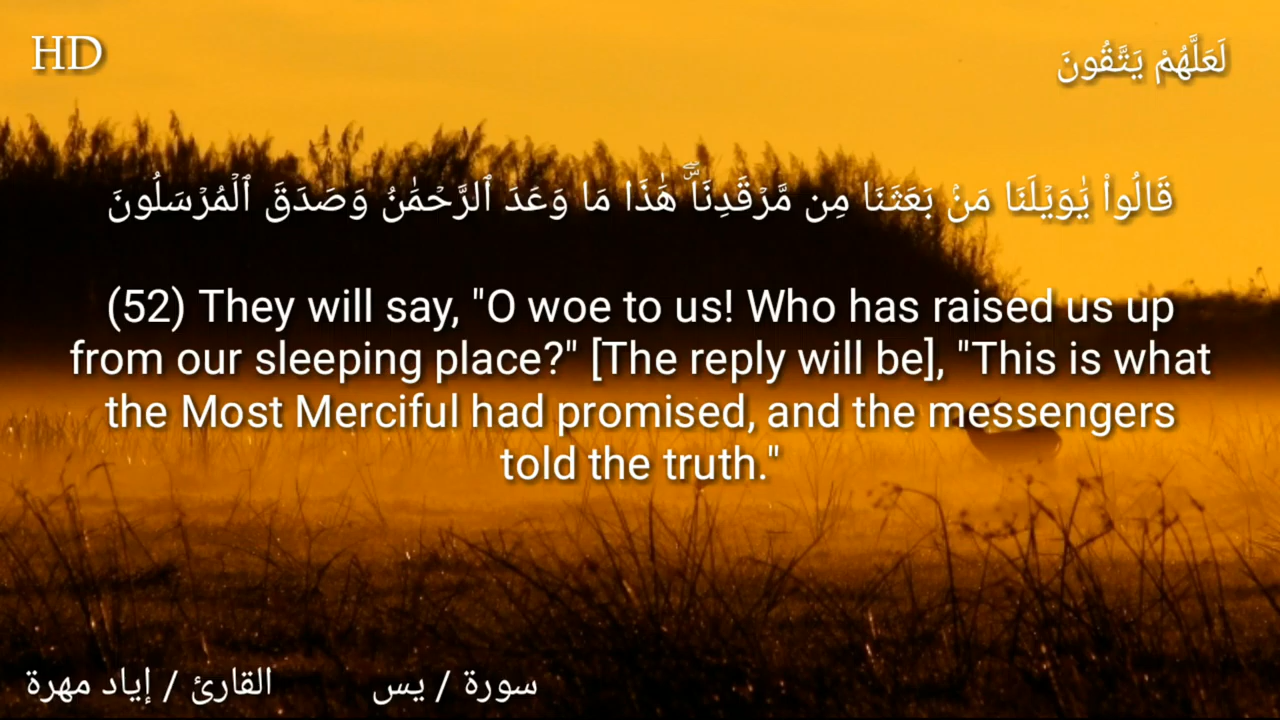 HD
لَعَلَّهُمْ يَتَّقُونَ
قَالُوا۟ يَٰوَيْلَنَا مَنۢ بَعَثَنَا مِن مَّرْقَدِنَا ۜۗ هَٰذَا مَا وَعَدَ ٱلرَّحْمَٰنُ وَصَدَقَ ٱلْمُرْسَلُونَ
(52) They will say, "O woe to us! Who has raised us up
from our sleeping place?" [The reply will be], "This is what
the Most Merciful had promised, and the messengers
told the truth."
سورة / يس
القارئ / إياد مهرة